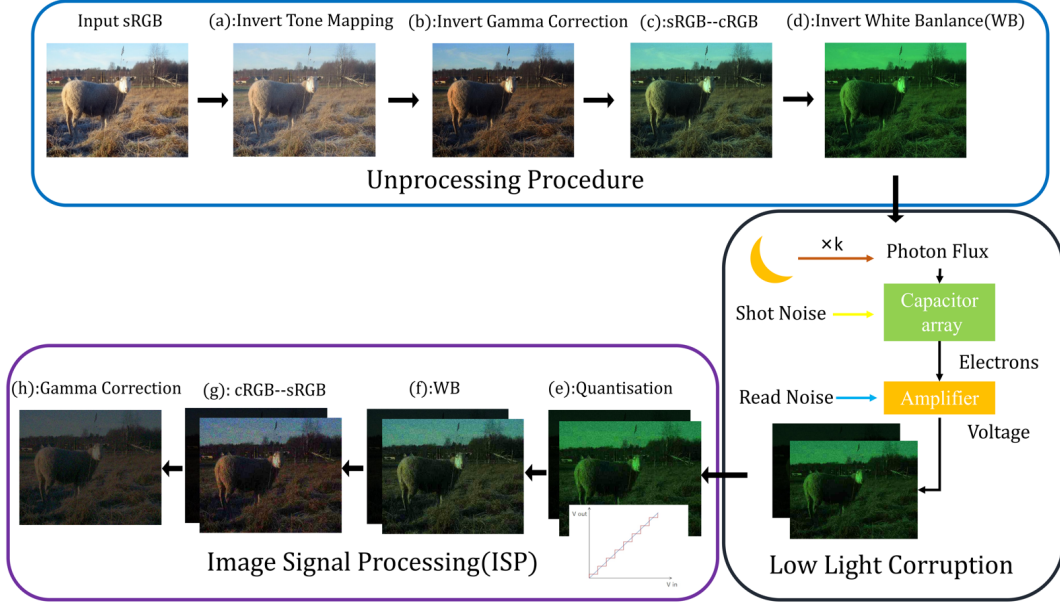 Input sRGB
(a):Invert Tone Mapping
(b):Invert Gamma Correction
(c):sRGB--cRGB
(d):Invert White Banlance(WB)
Unprocessing Procedure
×k
Photon Flux
Capacitor
array
Shot Noise
Electrons
Read Noise
Amplifier
Voltage
Low Light Corruption
(h):Gamma Correction
(g): cRGB--sRGB
(f):WB
(e):Quantisation
V out
V in
Image Signal Processing(ISP)